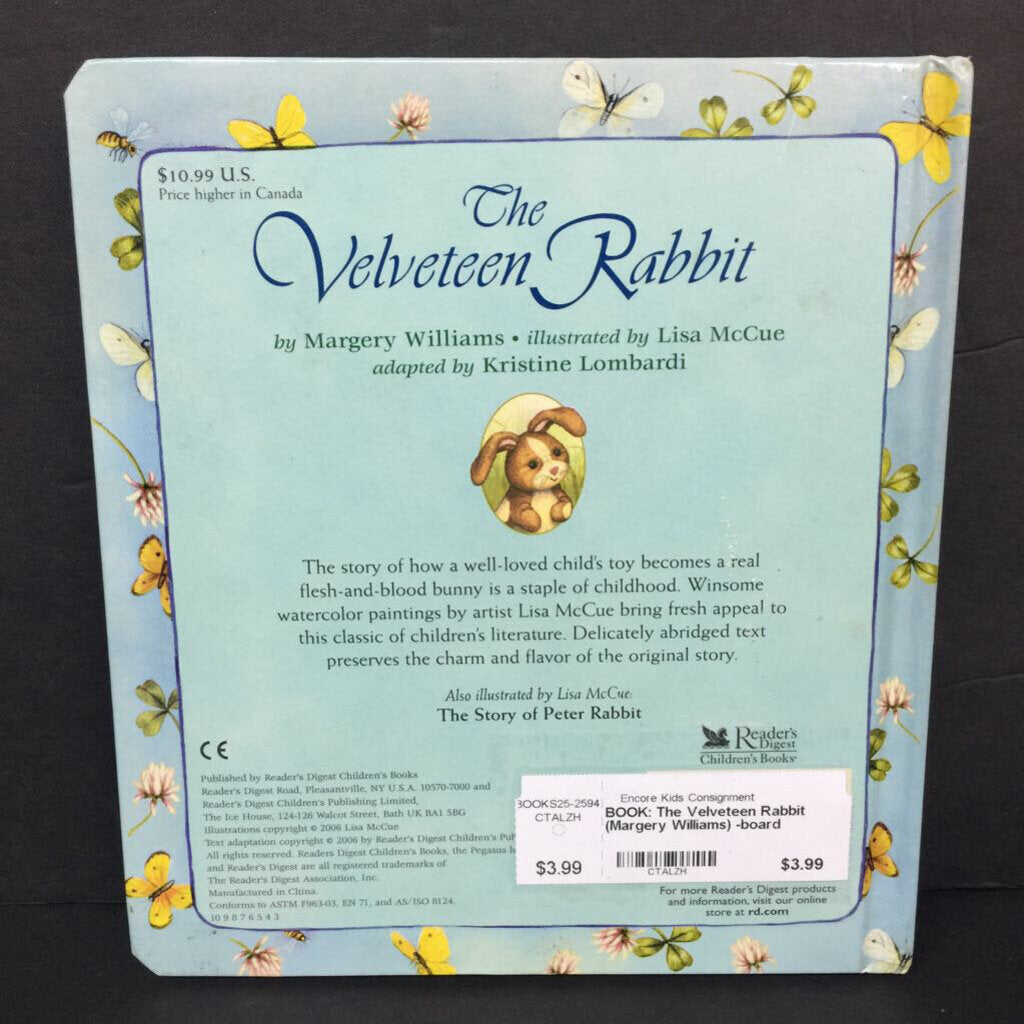 $10.99 U.S.
Price higher in Canada
The
Velveteen Rabbit
by Margery Williams • illustrated by Lisa McCue
adapted by Kristine Lombardi
The story of how a well-loved child's toy becomes a real
flesh-and-blood bunny is a staple of childhood. Winsome
watercolor paintings by artist Lisa McCue bring fresh appeal to
this classic of children's literature. Delicately abridged text
preserves the charm and flavor of the original story.
Also illustrated by Lisa McCue:
The Story of Peter Rabbit
CE
Reader's
Digest
Children's Books
Published by Reader's Digest Children's Books
Reader's Digest Road, Pleasantville, NY U.S.A. 10570-7000 and
Reader's Digest Children's Publishing Limited,
The Ice House, 124-126 Walcot Street, Bath UK BA1 5BG
Illustrations copyright © 2006 Lisa McCue
Text adaptation copyright © 2006 by Reader's Digest Children's
All rights reserved. Readers Digest Children's Books, the Pegasus
and Reader's Digest are all registered trademarks of
The Reader's Digest Association, Inc.
Manufactured in China.
Conforms to ASTM F963-03, EN 71, and AS/ISO 8124.
10 9 8 7 6 5 4 3
BOOKS25-2594
CTALZH
$3.99
Encore Kids Consignment
BOOK: The Velveteen Rabbit
(Margery Williams) -board
CTALZH
$3.99
For more Reader's Digest products
and information, visit our online
store at rd.com